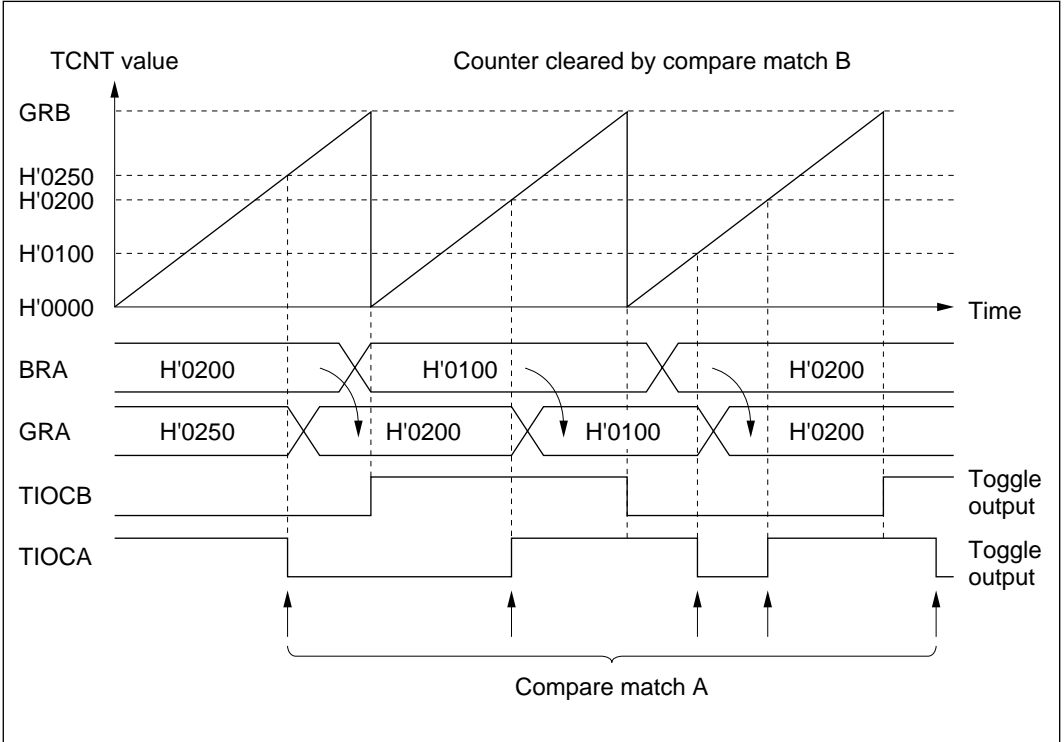 TCNT value
Counter cleared by compare match B
GRB
H'0250
H'0200
H'0100
H'0000
Time
BRA
H'0200
H'0100
H'0200
GRA
H'0250
H'0200
H'0100
H'0200
TIOCB
Toggle
output
TIOCA
Toggle
output
Compare match A